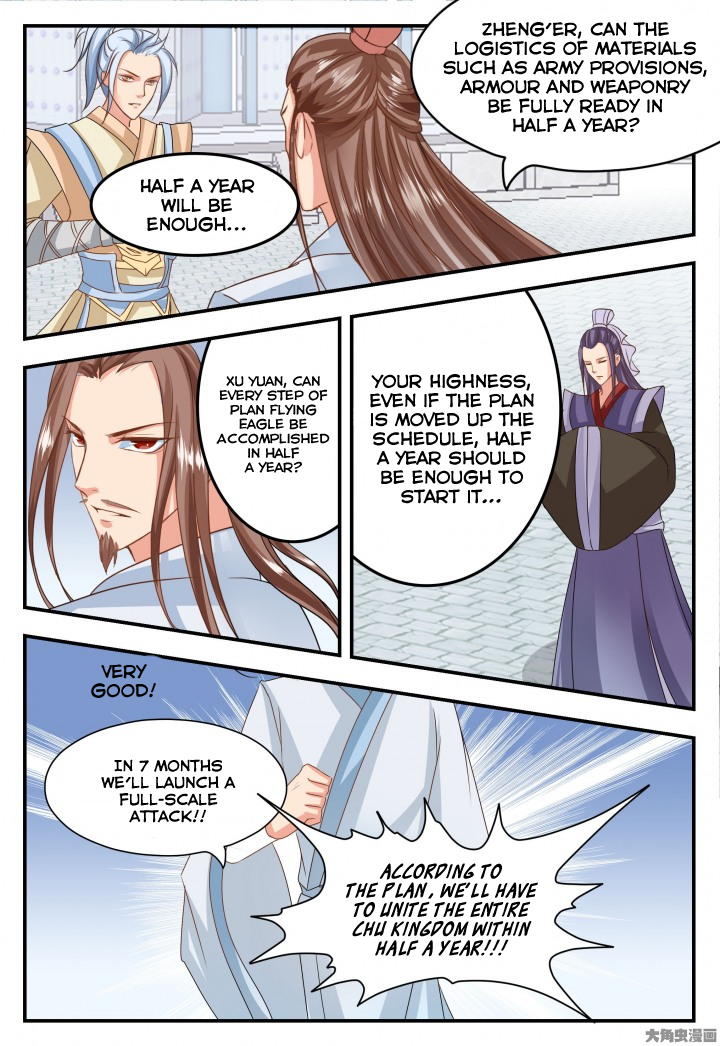 ZHENG'ER, CAN THE
LOGISTICS OF MATERIALS
SUCH AS ARMY PROVISIONS,
ARMOUR AND WEAPONRY
BE FULLY READY IN
HALF A YEAR?
HALF A YEAR
WILL BE
ENOUGH...
XU YUAN, CAN
EVERY STEP OF
PLAN FLYING
EAGLE BE
ACCOMPLISHED
IN HALF
A YEAR?
YOUR HIGHNESS,
EVEN IF THE PLAN
IS MOVED UP THE
SCHEDULE, HALF
A YEAR SHOULD
BE ENOUGH TO
START IT...
VERY
GOOD!
IN 7 MONTHS
WE'LL LAUNCH A
FULL-SCALE
ATTACK!!
ACCORDING TO
THE PLAN, WE'LL HAVE
TO UNITE THE ENTIRE
CHU KINGDOM WITHIN
HALF A YEAR!!!
大角虫漫画